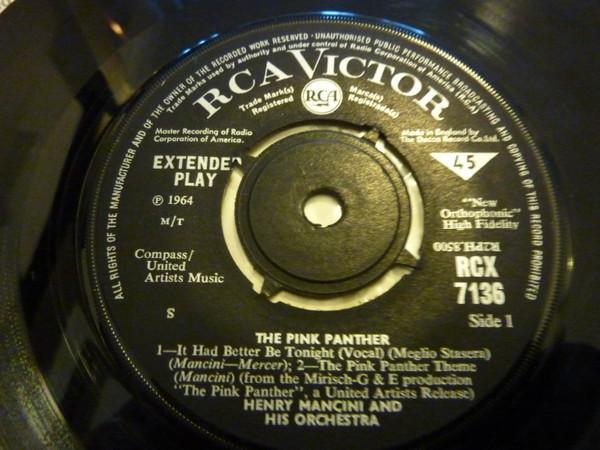 ALL RIGHTS OF THE MANUFACTURER AND OF THE OWNER OF THE RECORDED WORK RESERVED · UNAUTHORISED PUBLIC PERFORMANCE BROADCASTING AND COPYING OF THIS RECORD PROHIBITED
Trade Marks used by authority and under control of Radio Corporation of America (R.C.A.)
RCA VICTOR
Trade Mark(s)
Registered
RCA
Marca(s)
Registrada(s)
Master Recording of Radio
Corporation of America.
Made in England by
The Decca Record Co. Ltd.
EXTENDED
PLAY
45
℗ 1964
M/T
"New
Orthophonic"
High Fidelity
Compass/
United
Artists Music
RCX
7136
S
Side 1
THE PINK PANTHER
1—It Had Better Be Tonight (Vocal) (Meglio Stasera)
(Mancini—Mercer); 2—The Pink Panther Theme
(Mancini) (from the Mirisch-G & E production
"The Pink Panther", a United Artists Release)
HENRY MANCINI AND
HIS ORCHESTRA